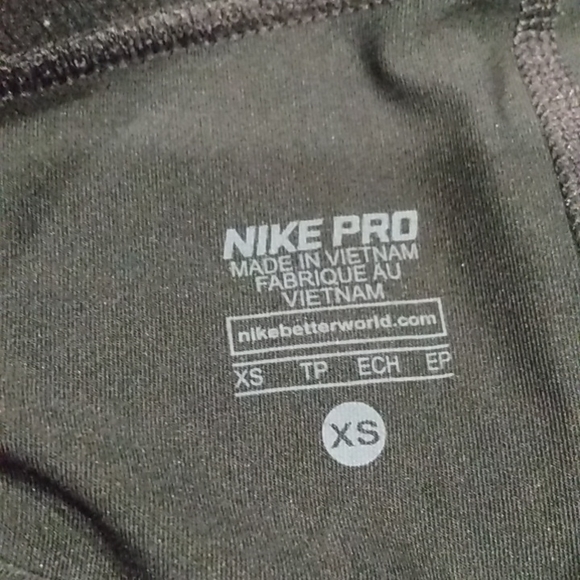 NIKE PRO
MADE IN VIETNAM
FABRIQUE AU
VIETNAM
nikebetterworld.com
XS TP ECH EP
XS